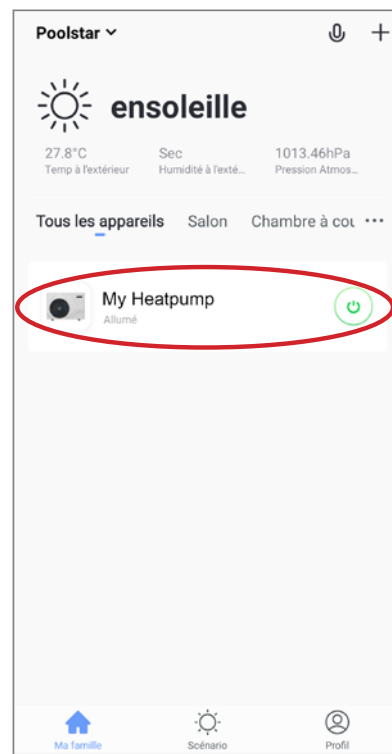 Poolstar
ensoleille
27.8°C Sec 1013.46hPa
Temp à l'extérieur Humidité à l'exté... Pression Atmos...
Tous les appareils Salon Chambre à cou
My Heatpump
Allumé
Ma famille Scénario Profil